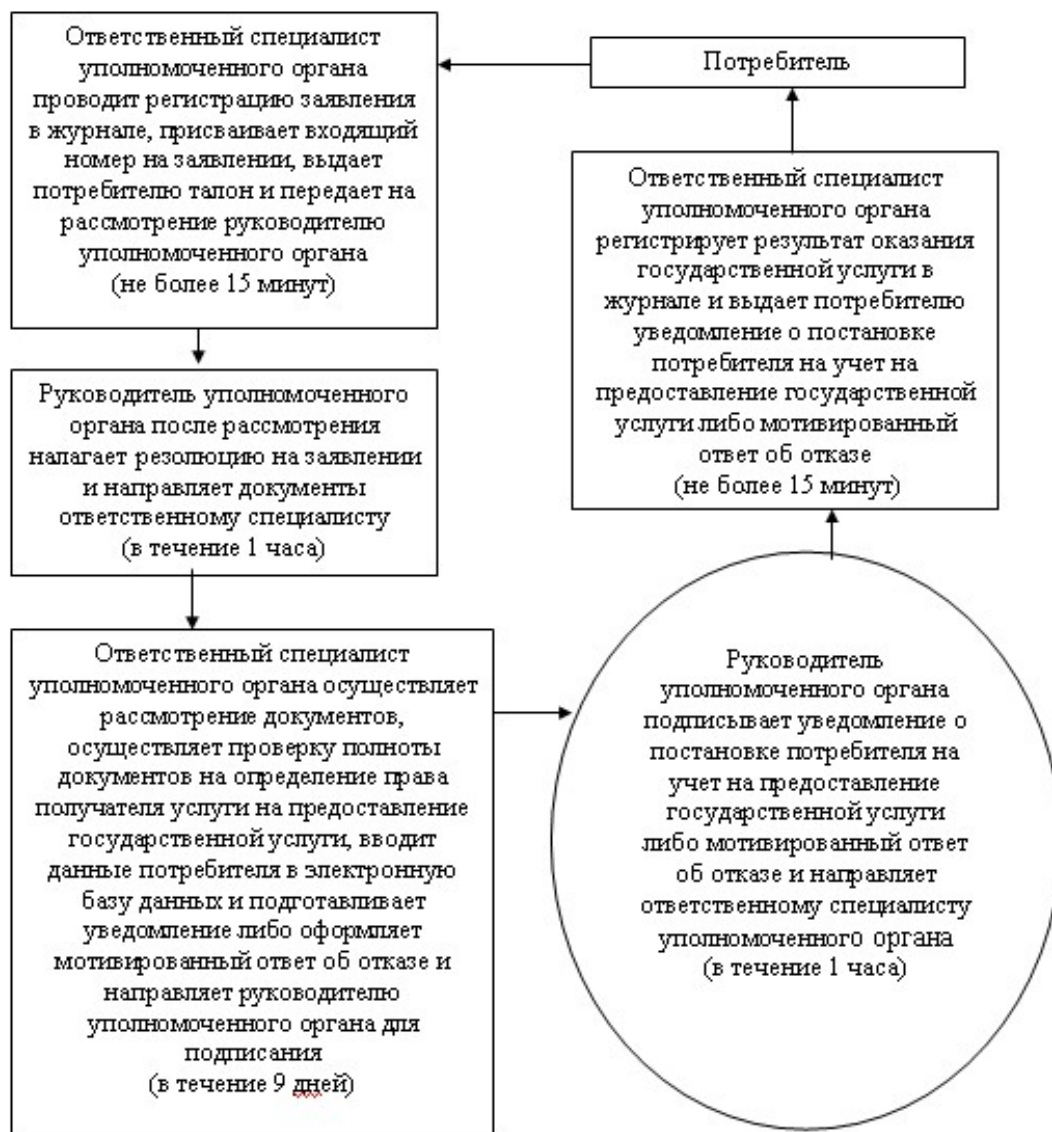 Ответственный специалист
уполномоченного органа
проводит регистрацию заявления
в журнале, присваивает входящий
номер на заявлении, выдает
потребителю талон и передает на
рассмотрение руководителю
уполномоченного органа
(не более 15 минут)
Потребитель
Руководитель уполномоченного
органа после рассмотрения
налагает резолюцию на заявлении
и направляет документы
ответственному специалисту
(в течение 1 часа)
Ответственный специалист
уполномоченного органа осуществляет
рассмотрение документов,
осуществляет проверку полноты
документов на определение права
получателя услуги на предоставление
государственной услуги, вводит
данные потребителя в электронную
базу данных и подготавливает
уведомление либо оформляет
мотивированный ответ об отказе и
направляет руководителю
уполномоченного органа для
подписания
(в течение 9 дней)
Руководитель
уполномоченного органа
подписывает уведомление о
постановке потребителя на
учет на предоставление
государственной услуги
либо мотивированный ответ
об отказе и направляет
ответственному специалисту
уполномоченного органа
(в течение 1 часа)
Ответственный специалист
уполномоченного органа
регистрирует результат оказания
государственной услуги в
журнале и выдает потребителю
уведомление о постановке
потребителя на учет на
предоставление государственной
услуги либо мотивированный
ответ об отказе
(не более 15 минут)